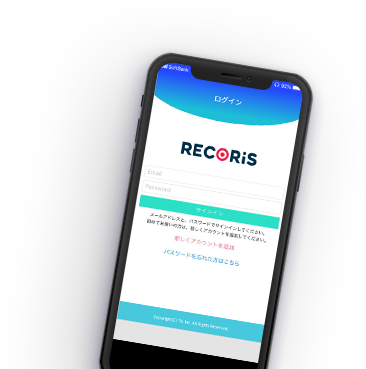 SoftBank 92%
ログイン
RECORiS
Email
Password
サインイン
メールアドレスと、パスワードでサインインしてください。
初めてお使いの方は、新しくアカウントを追加してください。
新しくアカウントを追加
パスワードを忘れた方はこちら
All Rights Reserved.